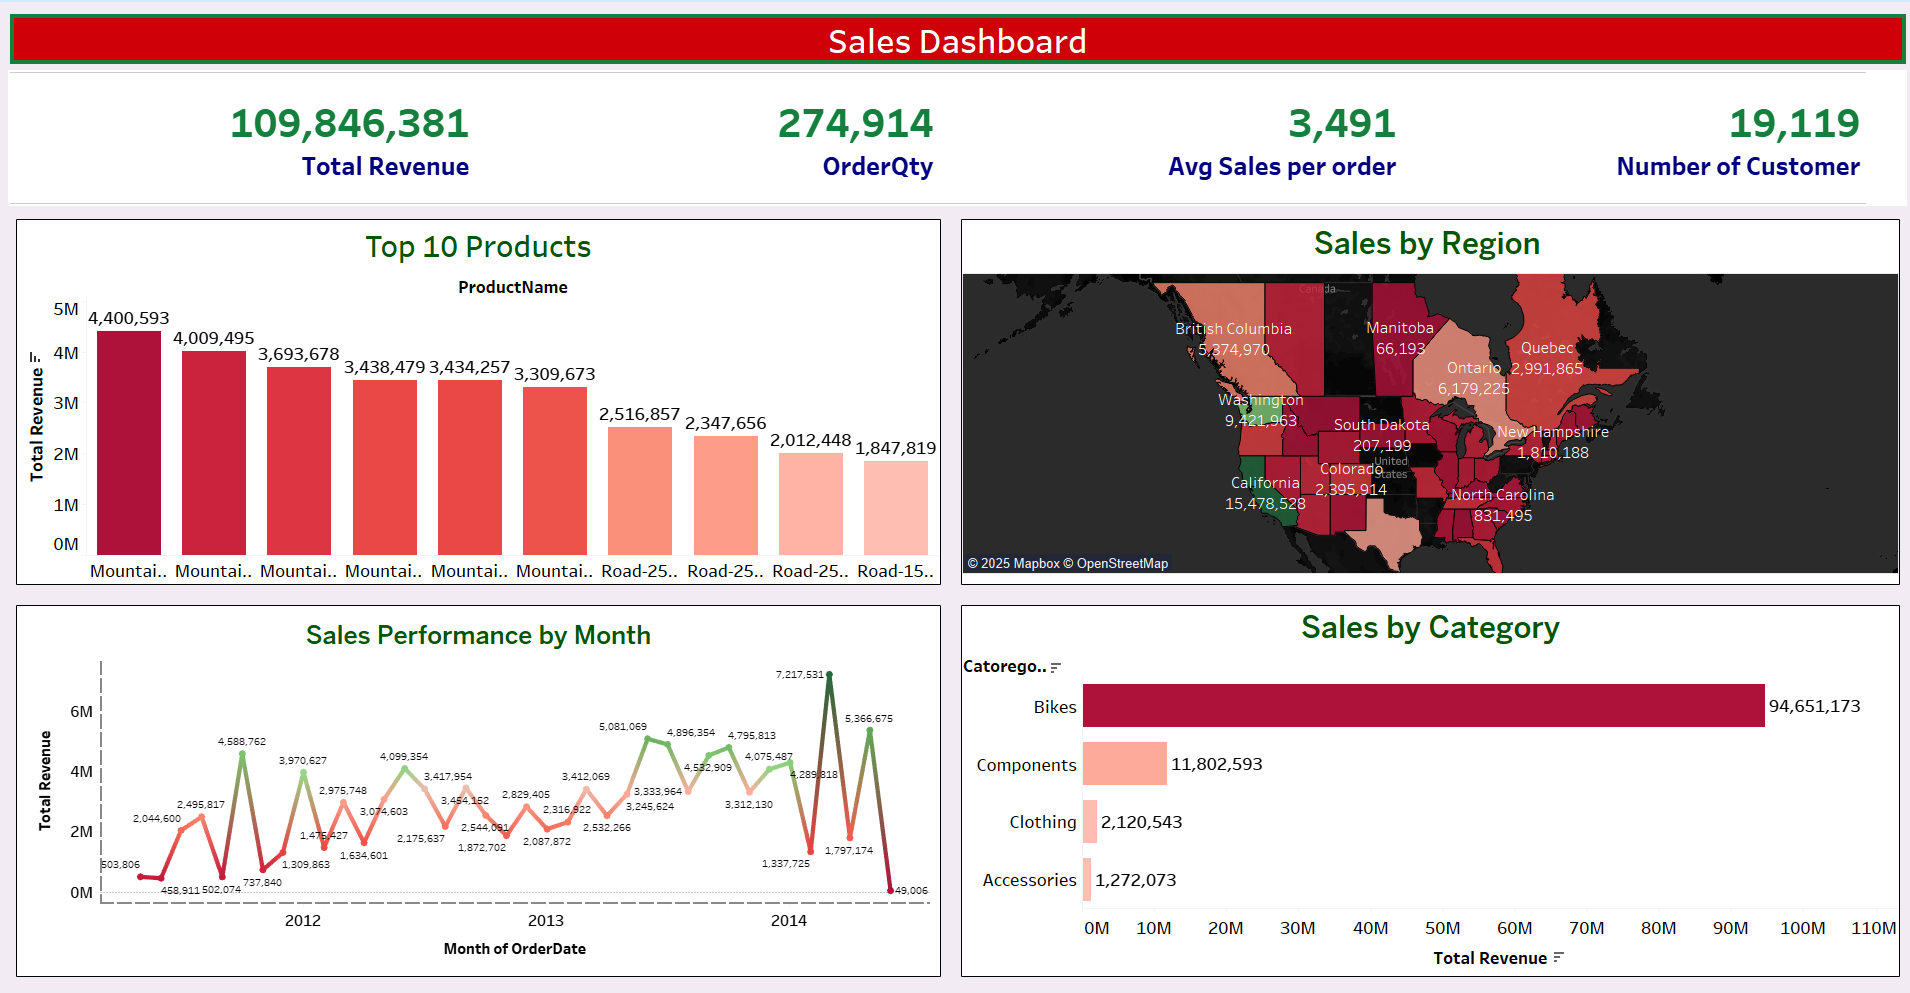 Sales Dashboard
109,846,381
Total Revenue
274,914
OrderQty
3,491
Avg Sales per order
19,119
Number of Customer
Top 10 Products
ProductName
Total Revenue
5M
4M
3M
2M
1M
0M
4,400,593
4,009,495
3,693,678
3,438,479
3,434,257
3,309,673
2,516,857
2,347,656
2,012,448
1,847,819
Mountai..
Mountai..
Mountai..
Mountai..
Mountai..
Mountai..
Road-25..
Road-25..
Road-25..
Road-15..
Sales by Region
Canada
British Columbia
5,374,970
Manitoba
66,193
Quebec
2,991,865
Ontario
6,179,225
Washington
9,421,963
South Dakota
207,199
New Hampshire
1,810,188
United
States
Colorado
2,395,914
California
15,478,528
North Carolina
831,495
© 2025 Mapbox © OpenStreetMap
Sales Performance by Month
Total Revenue
6M
4M
2M
0M
503,806
458,911
2,044,600
2,495,817
502,074
4,588,762
737,840
1,309,863
3,970,627
1,475,427
2,975,748
1,634,601
3,074,603
4,099,354
3,417,954
2,175,637
3,454,152
2,544,091
1,872,702
2,829,405
2,087,872
2,316,922
3,412,069
2,532,266
3,245,624
5,081,069
4,896,354
3,333,964
4,532,909
4,795,813
3,312,130
4,075,487
4,289,818
1,337,725
7,217,531
1,797,174
5,366,675
49,006
2012
2013
2014
Month of OrderDate
Sales by Category
Catorego..
Bikes
94,651,173
Components
11,802,593
Clothing
2,120,543
Accessories
1,272,073
0M
10M
20M
30M
40M
50M
60M
70M
80M
90M
100M
110M
Total Revenue